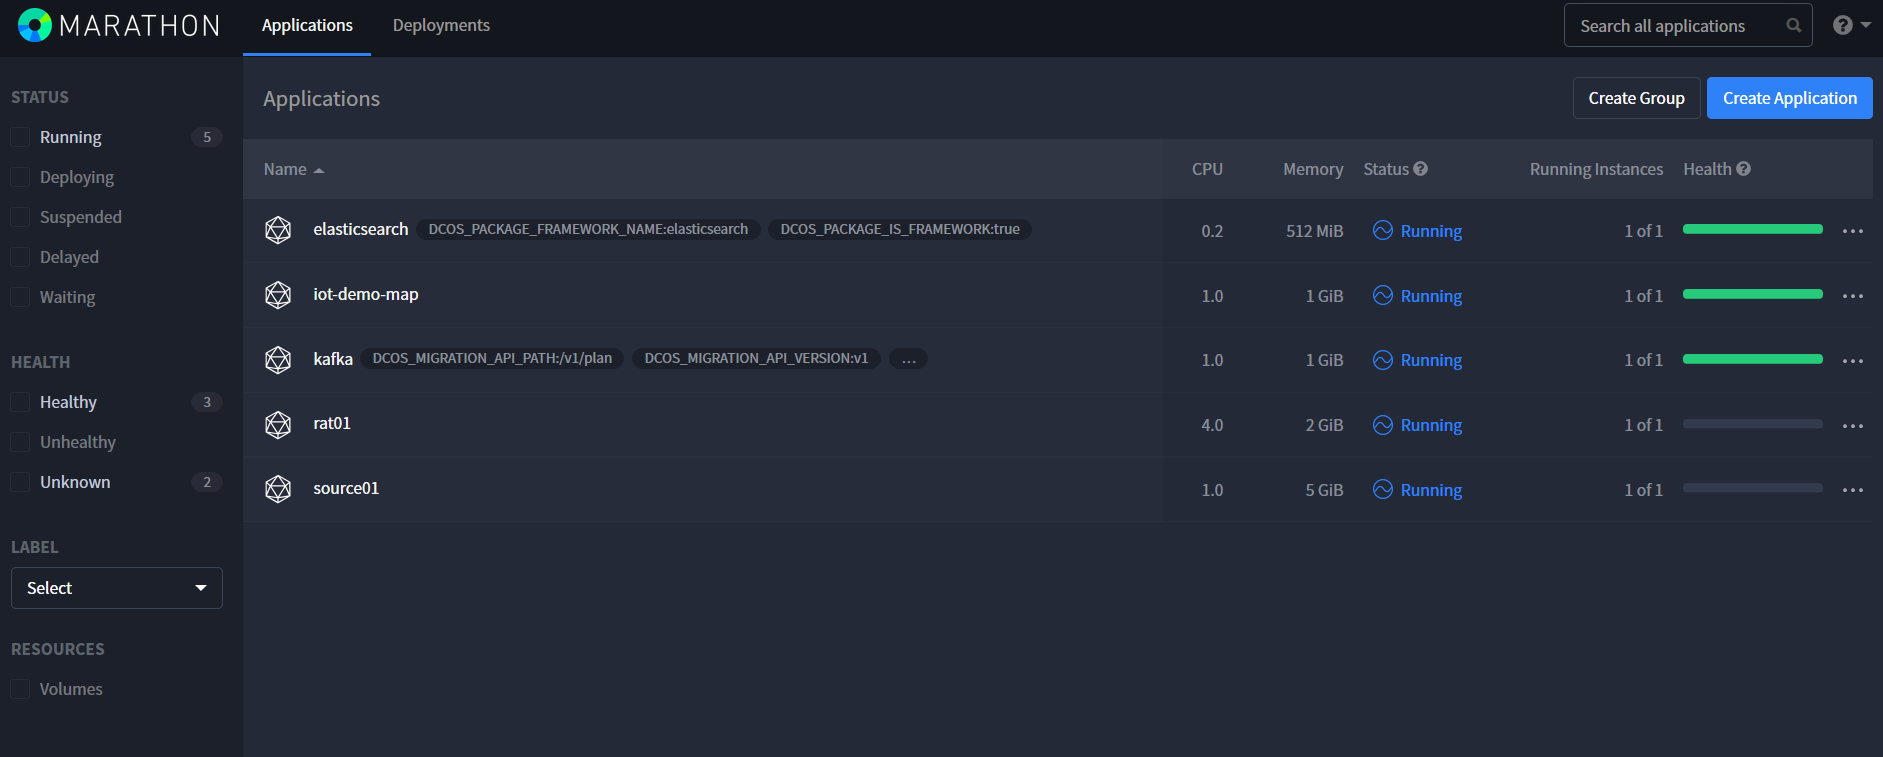 MARATHON Applications Deployments Search all applications
STATUS
Running 5
Deploying
Suspended
Delayed
Waiting
HEALTH
Healthy 3
Unhealthy
Unknown 2
LABEL
Select
RESOURCES
Volumes
Applications Create Group Create Application
Name CPU Memory Status Running Instances Health
elasticsearch DCOS_PACKAGE_FRAMEWORK_NAME:elasticsearch DCOS_PACKAGE_IS_FRAMEWORK:true 0.2 512 MiB Running 1 of 1 ...
iot-demo-map 1.0 1 GiB Running 1 of 1 ...
kafka DCOS_MIGRATION_API_PATH:/v1/plan DCOS_MIGRATION_API_VERSION:v1 ... 1.0 1 GiB Running 1 of 1 ...
rat01 4.0 2 GiB Running 1 of 1 ...
source01 1.0 5 GiB Running 1 of 1 ...